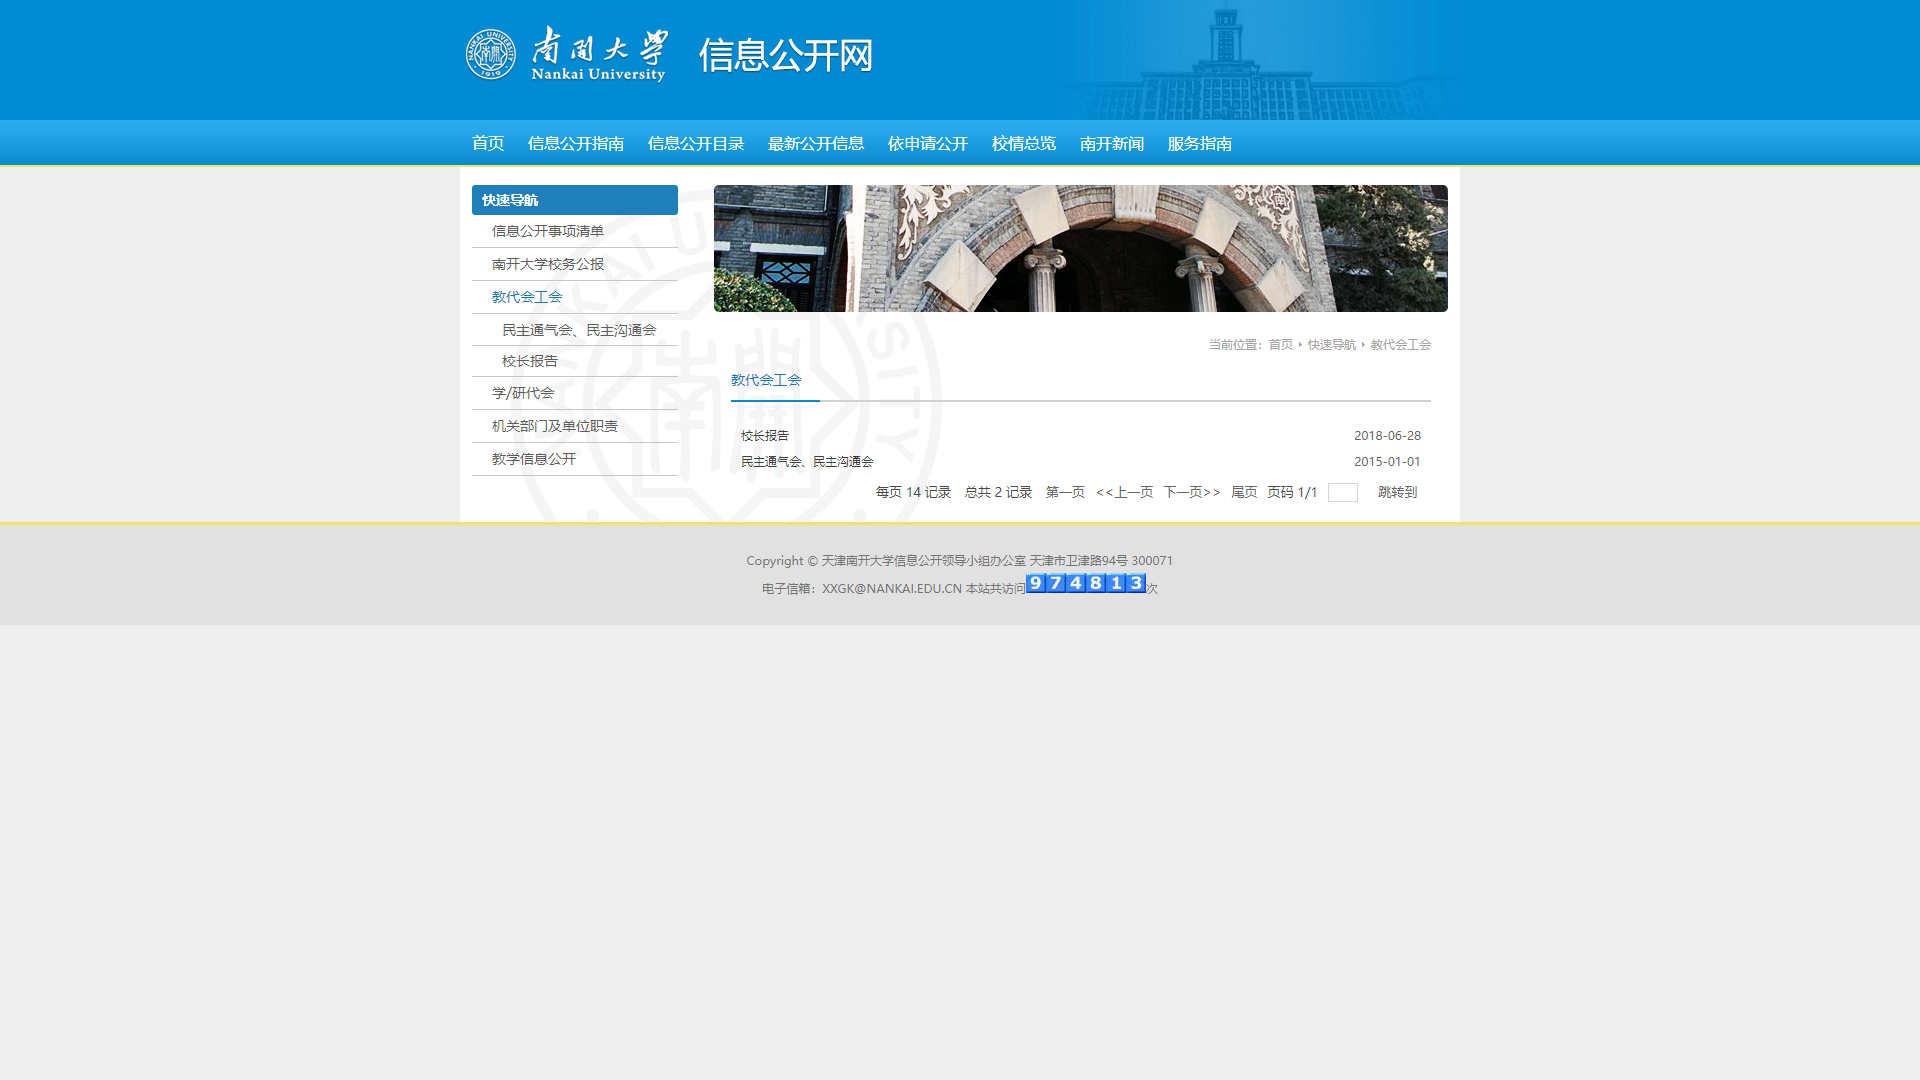 南開大學 信息公开网
NANKAI UNIVERSITY
Nankai University
1919
首页 信息公开指南 信息公开目录 最新公开信息 依申请公开 校情总览 南开新闻 服务指南
快速导航
信息公开事项清单
南开大学校务公报
教代会工会
民主通气会、民主沟通会
校长报告
学/研代会
机关部门及单位职责
教学信息公开
当前位置： 首页 快速导航 教代会工会
教代会工会
校长报告 2018-06-28
民主通气会、民主沟通会 2015-01-01
每页 14 记录 总共 2 记录 第一页 <<上一页 下一页>> 尾页 页码 1/1 跳转到
Copyright © 天津南开大学信息公开领导小组办公室 天津市卫津路94号 300071
电子信箱：XXGK@NANKAI.EDU.CN 本站共访问974813次